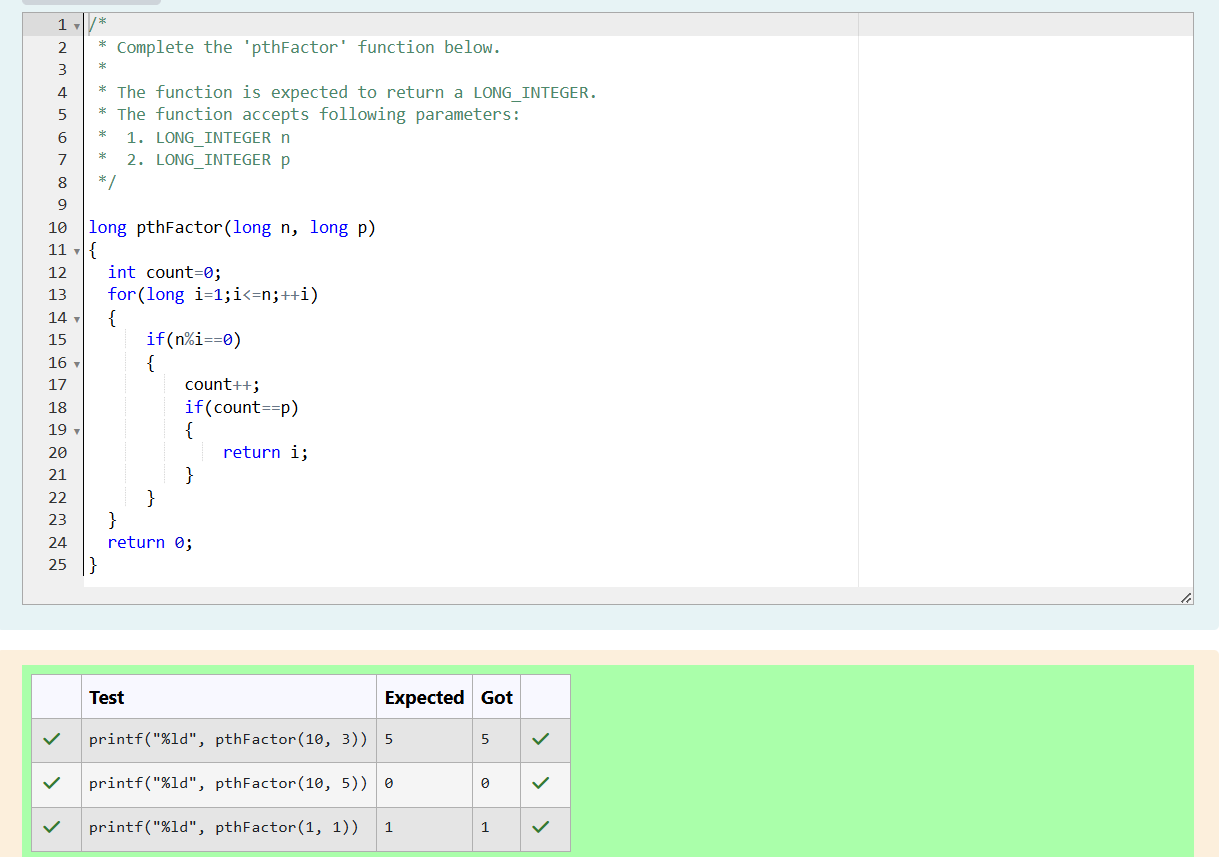 1 /*
2  * Complete the 'pthFactor' function below.
3  *
4  * The function is expected to return a LONG_INTEGER.
5  * The function accepts following parameters:
6  *  1. LONG_INTEGER n
7  *  2. LONG_INTEGER p
8  */
9
10 long pthFactor(long n, long p)
11 {
12   int count=0;
13   for(long i=1;i<=n;++i)
14   {
15       if(n%i==0)
16       {
17           count++;
18           if(count==p)
19           {
20               return i;
21           }
22       }
23   }
24   return 0;
25 }
Test Expected Got
printf("%ld", pthFactor(10, 3)) 5 5
printf("%ld", pthFactor(10, 5)) 0 0
printf("%ld", pthFactor(1, 1)) 1 1